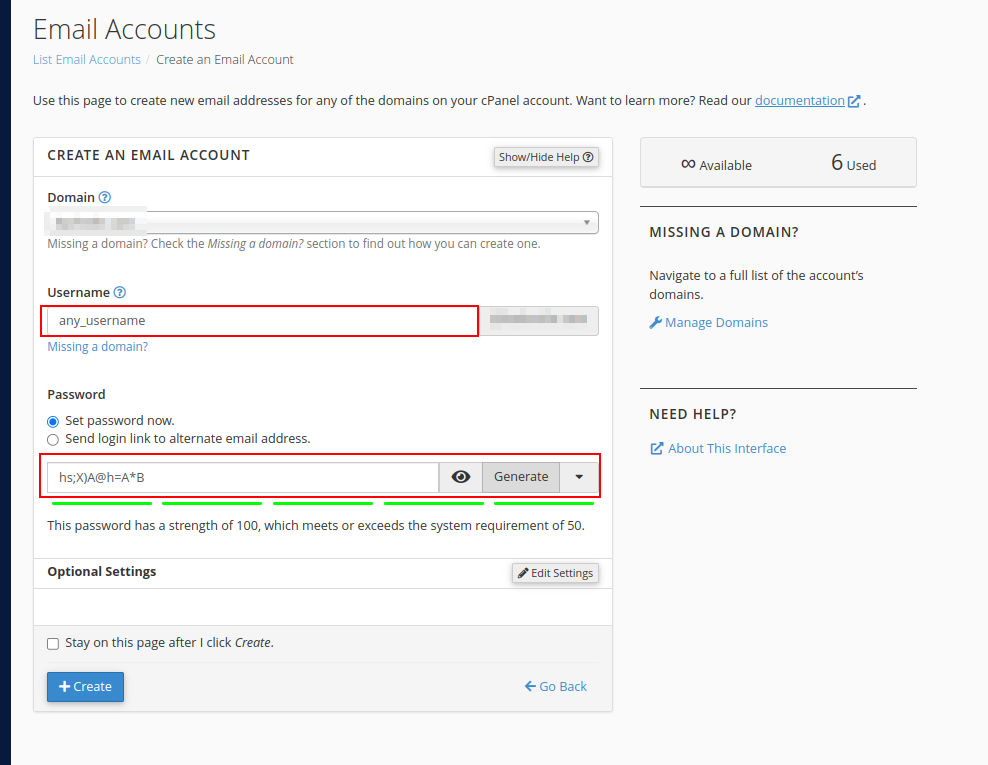 Email Accounts
List Email Accounts / Create an Email Account
Use this page to create new email addresses for any of the domains on your cPanel account. Want to learn more? Read our documentation .
CREATE AN EMAIL ACCOUNT
Show/Hide Help
Domain
Missing a domain? Check the Missing a domain? section to find out how you can create one.
Username
any_username
Missing a domain?
Password
Set password now.
Send login link to alternate email address.
hs;X)A@h=A*B
Generate
This password has a strength of 100, which meets or exceeds the system requirement of 50.
Optional Settings
Edit Settings
Stay on this page after I click Create.
+ Create
Go Back
∞ Available
6 Used
MISSING A DOMAIN?
Navigate to a full list of the account's
domains.
Manage Domains
NEED HELP?
About This Interface